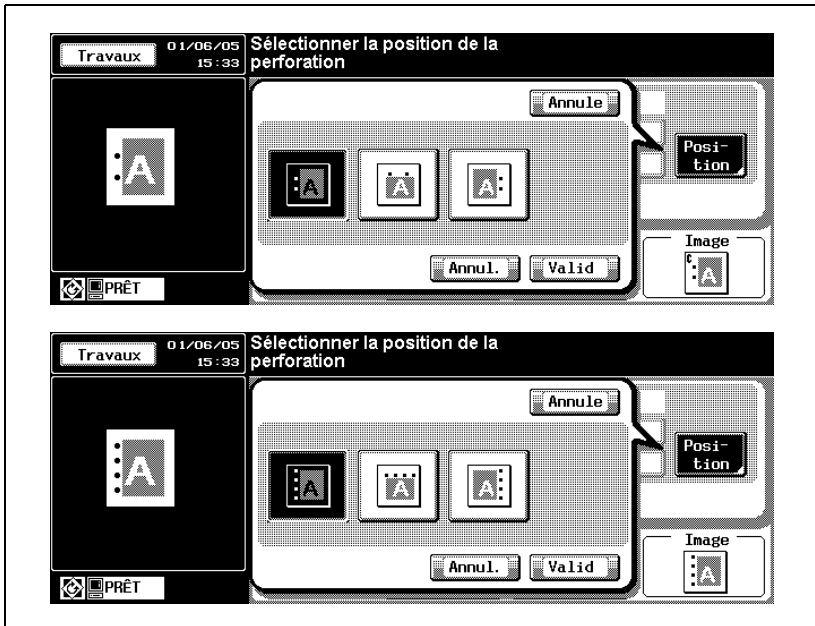 Travaux
01/06/05
15:33
Sélectionner la position de la
perforation
Annule
A
A
A
A
Posi-
tion
Annul.
Valid
Image
A
PRÊT
Travaux
01/06/05
15:33
Sélectionner la position de la
perforation
Annule
A
A
A
A
Posi-
tion
Annul.
Valid
Image
A
PRÊT